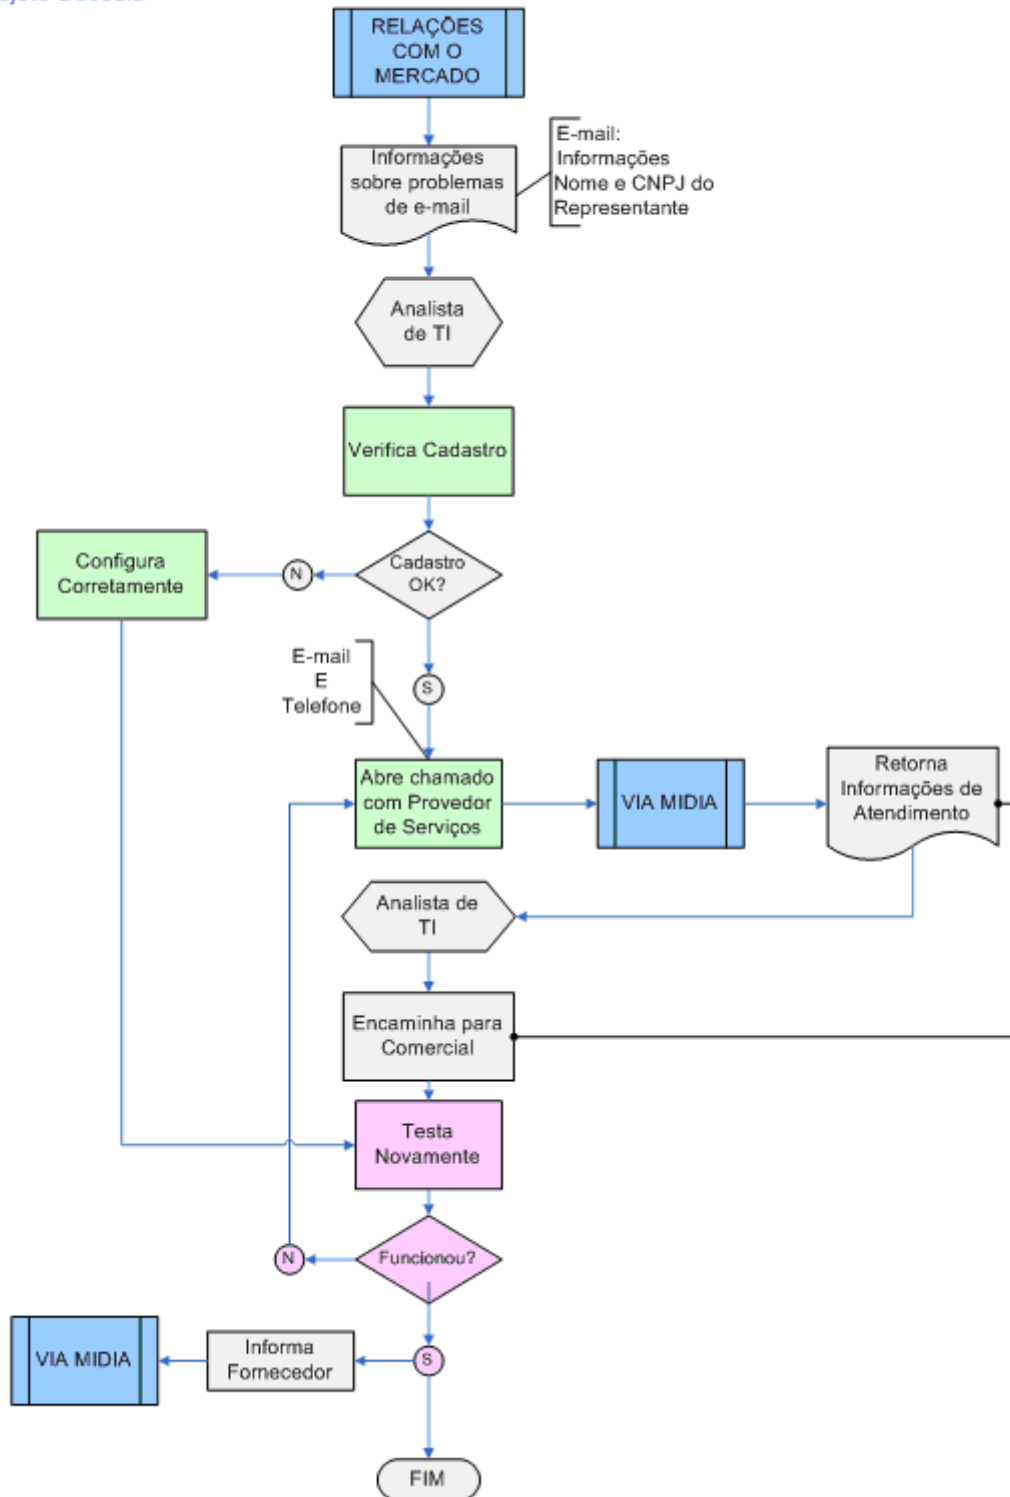 RELAÇÕES
COM O
MERCADO
Informações
sobre problemas
de e-mail
E-mail:
Informações
Nome e CNPJ do
Representante
Analista
de TI
Verifica Cadastro
Cadastro
OK?
N
Configura
Corretamente
S
E-mail
E
Telefone
Abre chamado
com Provedor
de Serviços
VIA MIDIA
Retorna
Informações de
Atendimento
Analista de
TI
Encaminha para
Comercial
Testa
Novamente
Funcionou?
N
S
Informa
Fornecedor
VIA MIDIA
FIM